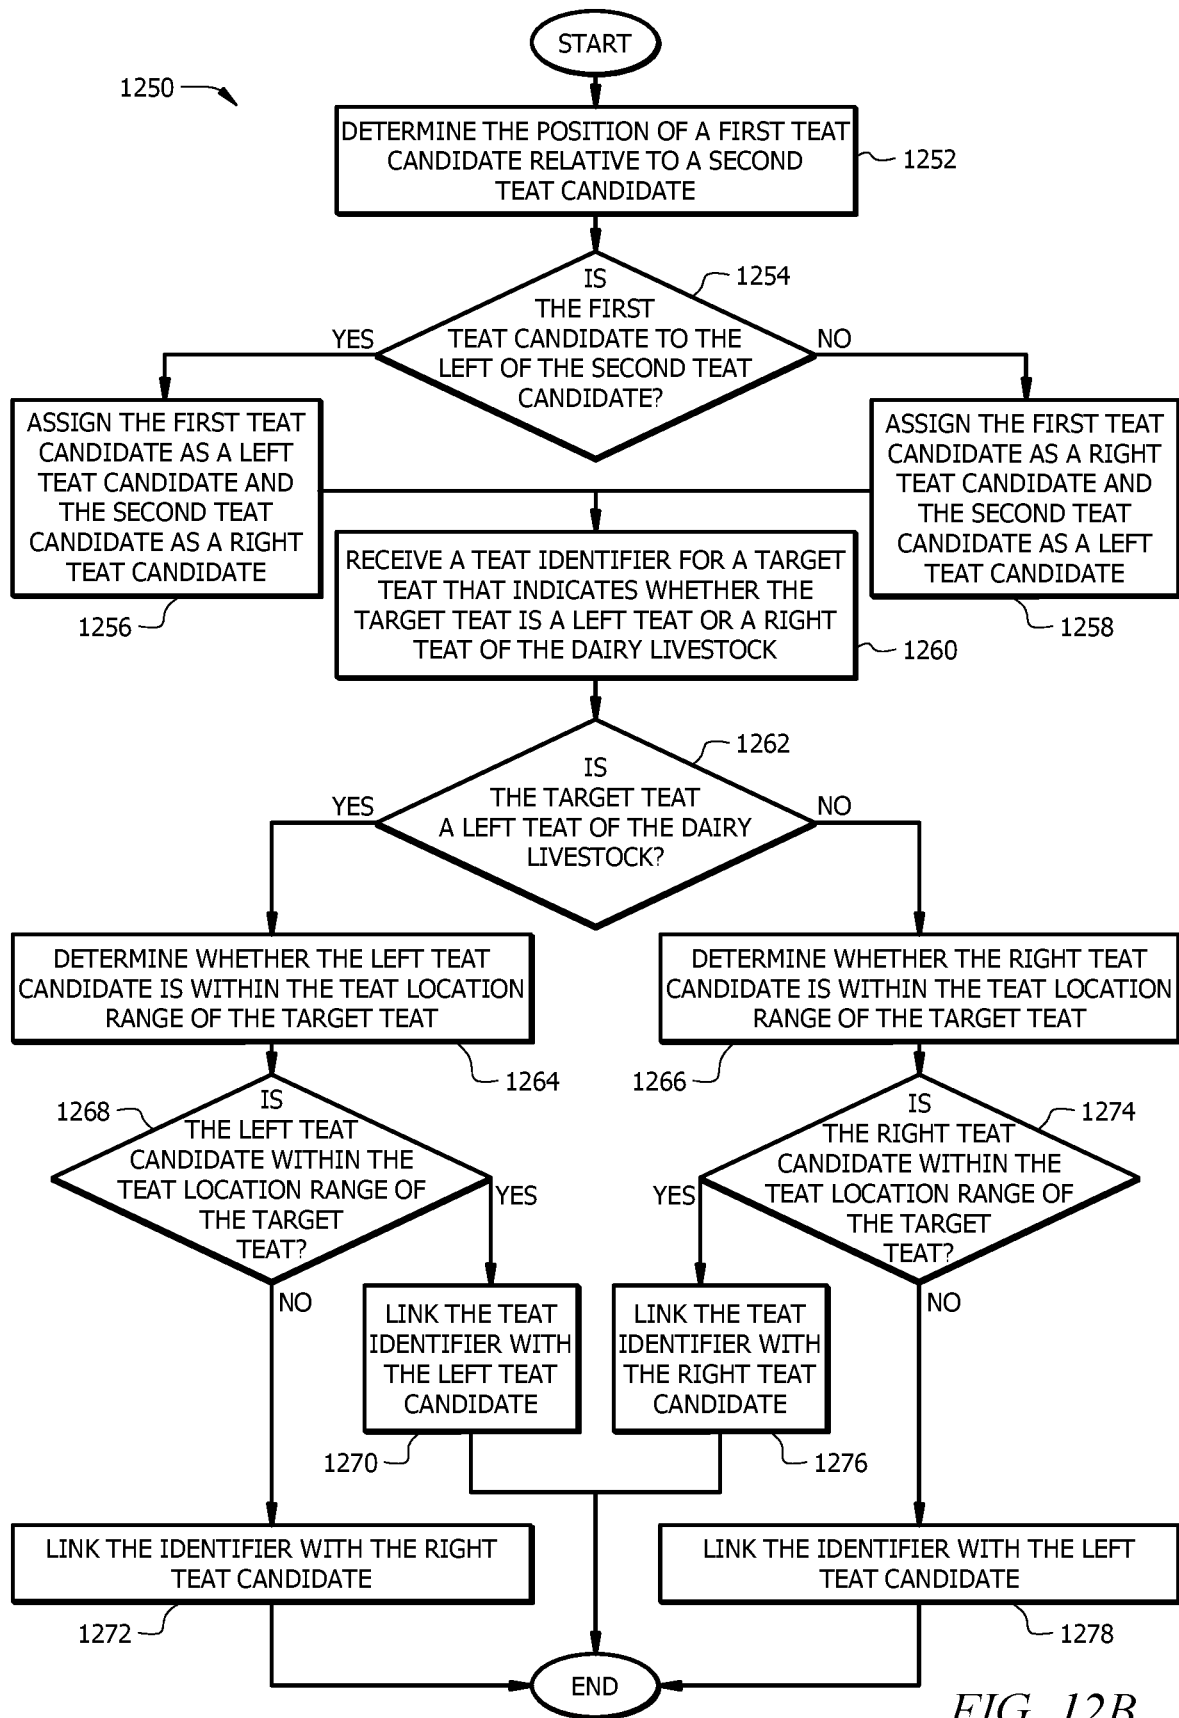 START
1250
DETERMINE THE POSITION OF A FIRST TEAT
CANDIDATE RELATIVE TO A SECOND
TEAT CANDIDATE
1252
IS
THE FIRST
TEAT CANDIDATE TO THE
LEFT OF THE SECOND TEAT
CANDIDATE?
1254
YES
NO
ASSIGN THE FIRST TEAT
CANDIDATE AS A LEFT
TEAT CANDIDATE AND
THE SECOND TEAT
CANDIDATE AS A RIGHT
TEAT CANDIDATE
1256
ASSIGN THE FIRST TEAT
CANDIDATE AS A RIGHT
TEAT CANDIDATE AND
THE SECOND TEAT
CANDIDATE AS A LEFT
TEAT CANDIDATE
1258
RECEIVE A TEAT IDENTIFIER FOR A TARGET
TEAT THAT INDICATES WHETHER THE
TARGET TEAT IS A LEFT TEAT OR A RIGHT
TEAT OF THE DAIRY LIVESTOCK
1260
IS
THE TARGET TEAT
A LEFT TEAT OF THE DAIRY
LIVESTOCK?
1262
YES
NO
DETERMINE WHETHER THE LEFT TEAT
CANDIDATE IS WITHIN THE TEAT LOCATION
RANGE OF THE TARGET TEAT
1264
DETERMINE WHETHER THE RIGHT TEAT
CANDIDATE IS WITHIN THE TEAT LOCATION
RANGE OF THE TARGET TEAT
1266
1268
IS
THE LEFT TEAT
CANDIDATE WITHIN THE
TEAT LOCATION RANGE OF
THE TARGET
TEAT?
YES
NO
IS
THE RIGHT TEAT
CANDIDATE WITHIN THE
TEAT LOCATION RANGE OF
THE TARGET
TEAT?
1274
YES
NO
LINK THE TEAT
IDENTIFIER WITH
THE LEFT TEAT
CANDIDATE
1270
LINK THE TEAT
IDENTIFIER WITH
THE RIGHT TEAT
CANDIDATE
1276
LINK THE IDENTIFIER WITH THE RIGHT
TEAT CANDIDATE
1272
LINK THE IDENTIFIER WITH THE LEFT
TEAT CANDIDATE
1278
END
FIG. 12B